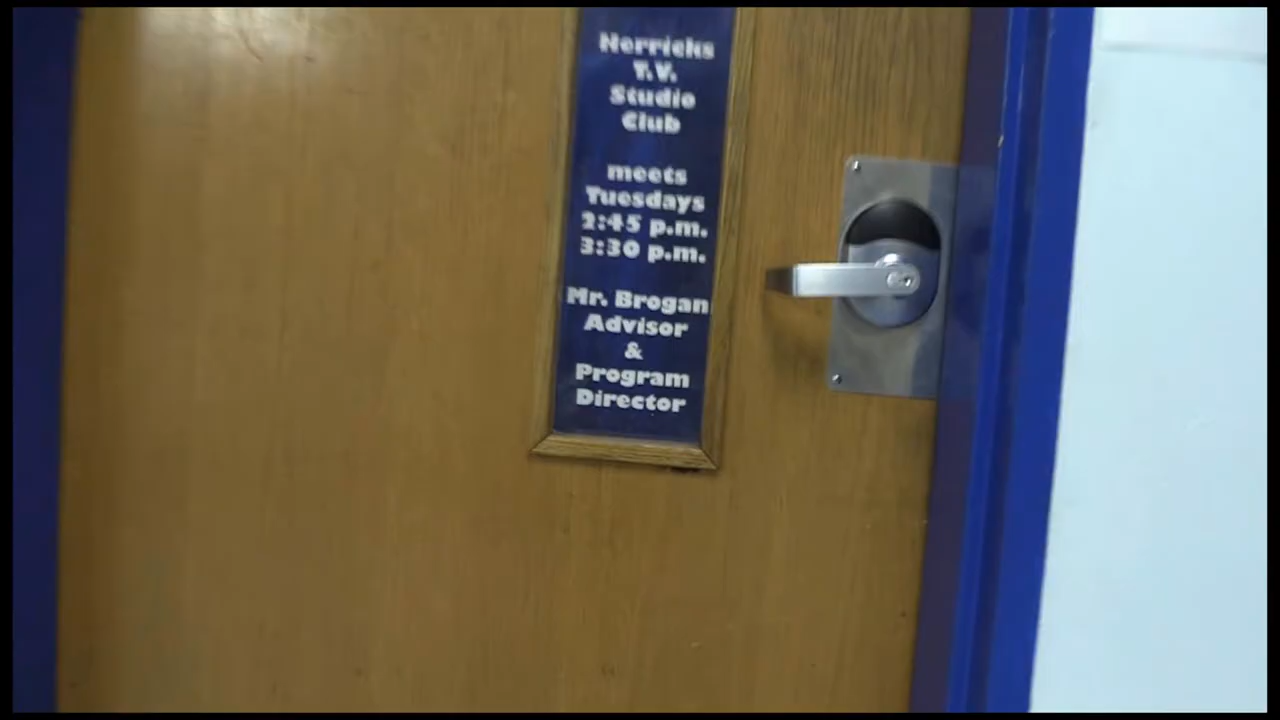 Herricks
T.V.
Studio
Club
meets
Tuesdays
2:45 p.m.
3:30 p.m.
Mr. Brogan
Advisor
&
Program
Director